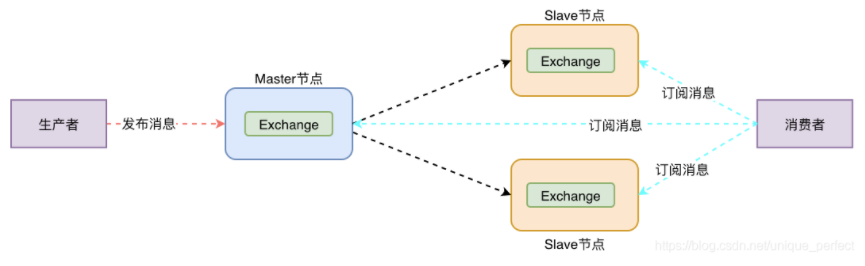 Slave节点
Exchange
Master节点
Exchange
生产者
发布消息
订阅消息
订阅消息
消费者
订阅消息
Exchange
Slave节点
https://blog.csdn.net/unique_perfect